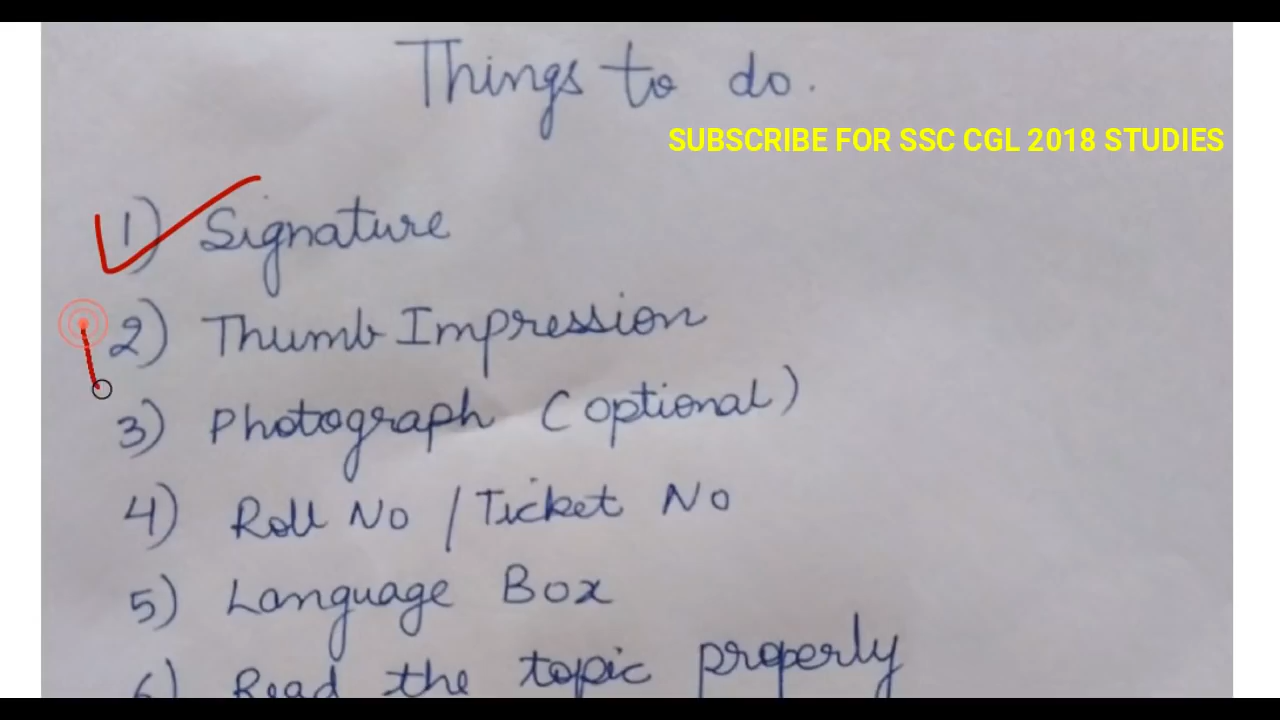 Things to do.
SUBSCRIBE FOR SSC CGL 2018 STUDIES
1) Signature
2) Thumb Impression
3) Photograph (optional)
4) Roll No / Ticket No
5) Language Box
6) Read the topic properly